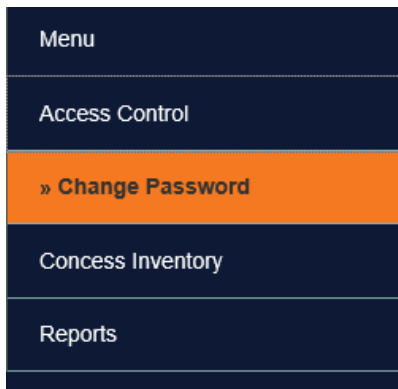 Menu
Access Control
» Change Password
Concess Inventory
Reports